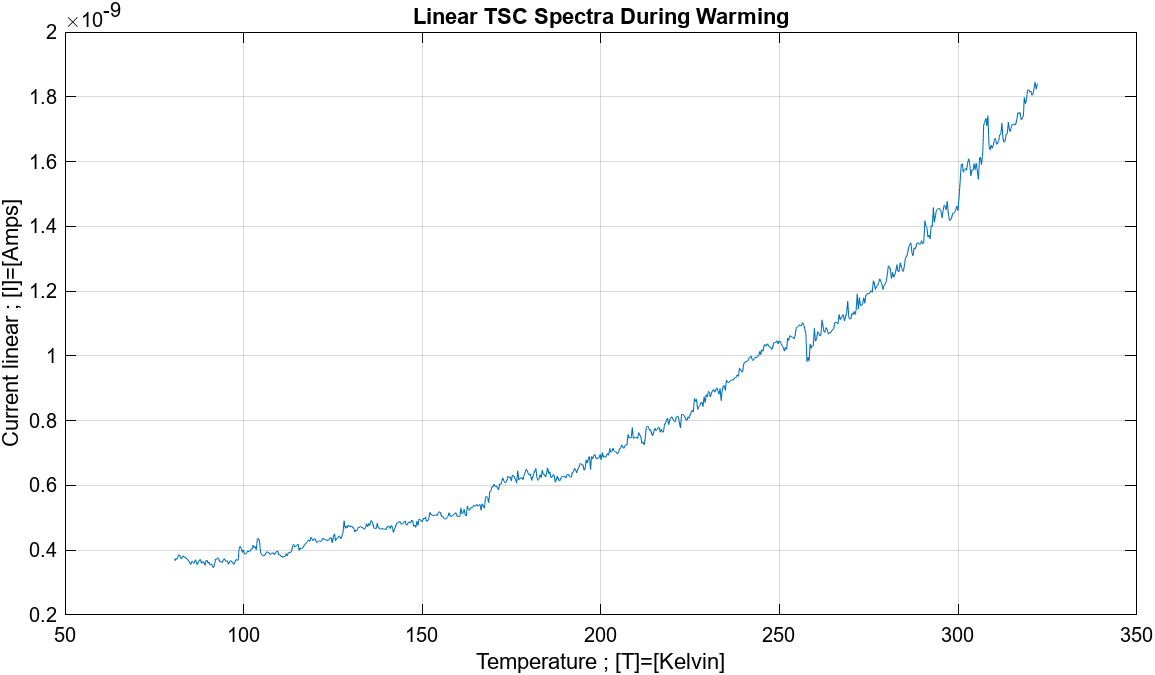 Linear TSC Spectra During Warming
×10-9
2
1.8
1.6
1.4
1.2
1
0.8
0.6
0.4
0.2
Current linear ; [I]=[Amps]
50 100 150 200 250 300 350
Temperature ; [T]=[Kelvin]